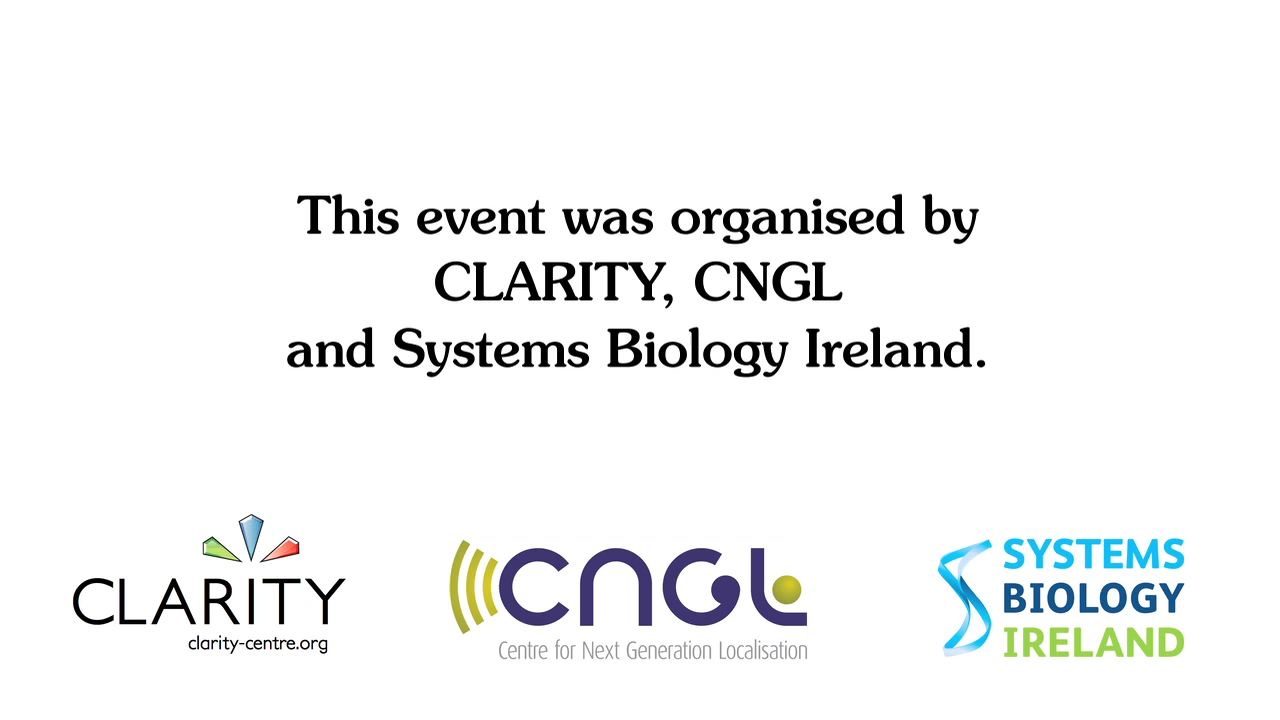 This event was organised by
CLARITY, CNGL
and Systems Biology Ireland.
CLARITY
clarity-centre.org
CNGL
Centre for Next Generation Localisation
SYSTEMS
BIOLOGY
IRELAND